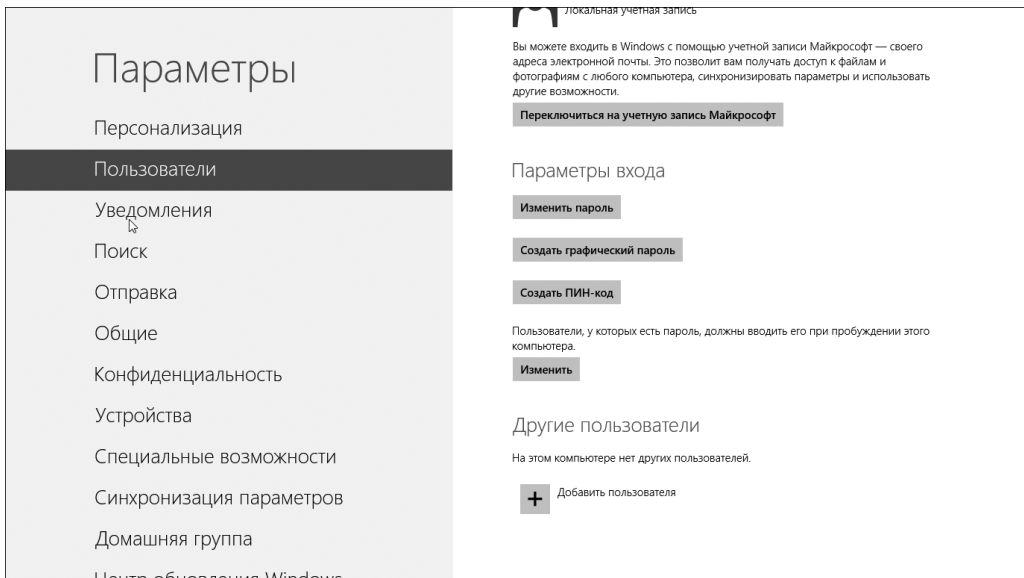 Параметры
Персонализация
Пользователи
Уведомления
Поиск
Отправка
Общие
Конфиденциальность
Устройства
Специальные возможности
Синхронизация параметров
Домашняя группа
Центр обновления Windows
Локальная учетная запись
Вы можете входить в Windows с помощью учетной записи Майкрософт — своего
адреса электронной почты. Это позволит вам получать доступ к файлам и
фотографиям с любого компьютера, синхронизировать параметры и использовать
другие возможности.
Переключиться на учетную запись Майкрософт
Параметры входа
Изменить пароль
Создать графический пароль
Создать ПИН-код
Пользователи, у которых есть пароль, должны вводить его при пробуждении этого
компьютера.
Изменить
Другие пользователи
На этом компьютере нет других пользователей.
Добавить пользователя